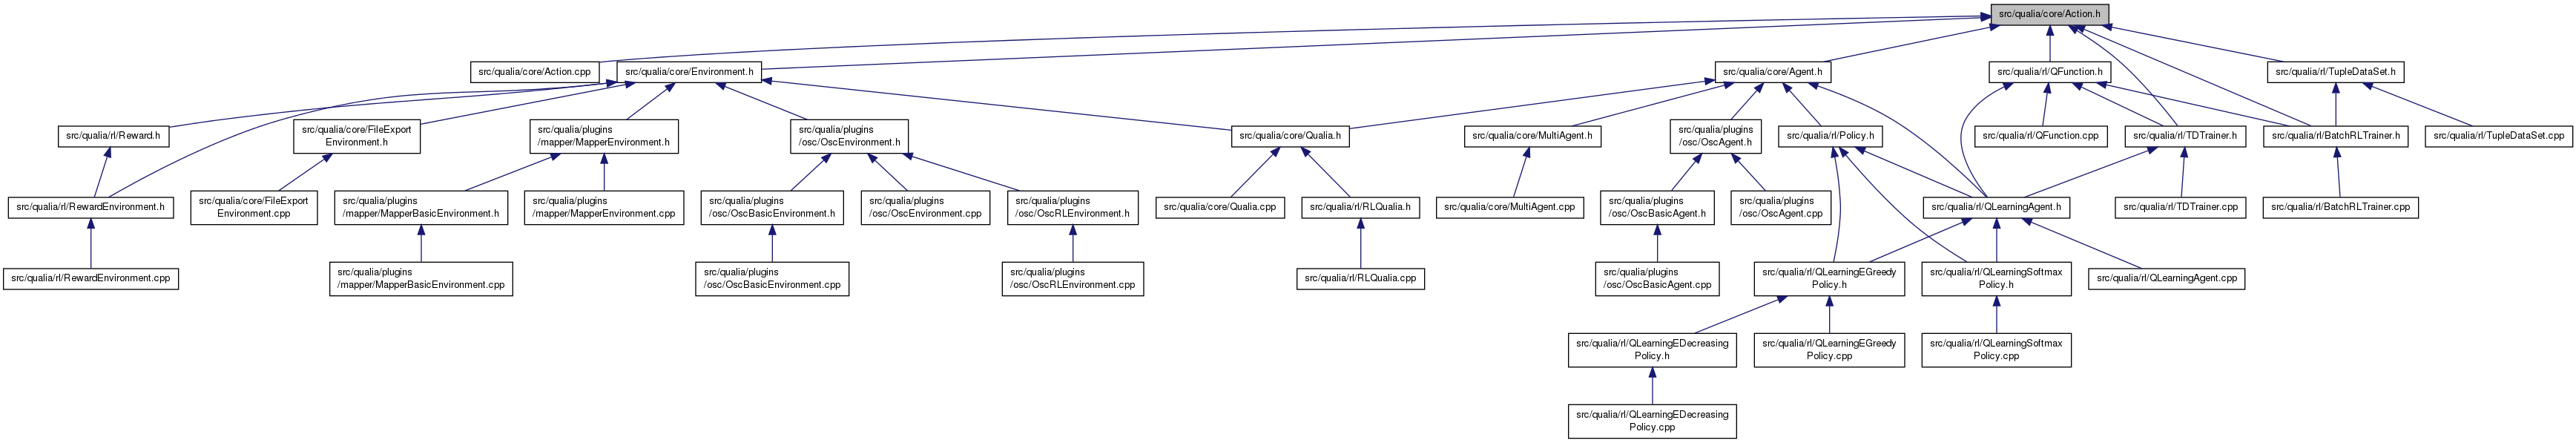 src/qualia/core/Action.h
src/qualia/core/Action.cpp
src/qualia/core/Environment.h
src/qualia/core/Agent.h
src/qualia/rl/QFunction.h
src/qualia/rl/TupleDataSet.h
src/qualia/rl/Reward.h
src/qualia/core/FileExport
Environment.h
src/qualia/plugins
/mapper/MapperEnvironment.h
src/qualia/plugins
/osc/OscEnvironment.h
src/qualia/core/Qualia.h
src/qualia/core/MultiAgent.h
src/qualia/plugins
/osc/OscAgent.h
src/qualia/rl/Policy.h
src/qualia/rl/QFunction.cpp
src/qualia/rl/TDTrainer.h
src/qualia/rl/BatchRLTrainer.h
src/qualia/rl/TupleDataSet.cpp
src/qualia/rl/RewardEnvironment.h
src/qualia/core/FileExport
Environment.cpp
src/qualia/plugins
/mapper/MapperBasicEnvironment.h
src/qualia/plugins
/mapper/MapperEnvironment.cpp
src/qualia/plugins
/osc/OscBasicEnvironment.h
src/qualia/plugins
/osc/OscEnvironment.cpp
src/qualia/plugins
/osc/OscRLEnvironment.h
src/qualia/core/Qualia.cpp
src/qualia/rl/RLQualia.h
src/qualia/core/MultiAgent.cpp
src/qualia/plugins
/osc/OscBasicAgent.h
src/qualia/plugins
/osc/OscAgent.cpp
src/qualia/rl/QLearningAgent.h
src/qualia/rl/TDTrainer.cpp
src/qualia/rl/BatchRLTrainer.cpp
src/qualia/rl/RewardEnvironment.cpp
src/qualia/plugins
/mapper/MapperBasicEnvironment.cpp
src/qualia/plugins
/osc/OscBasicEnvironment.cpp
src/qualia/plugins
/osc/OscRLEnvironment.cpp
src/qualia/rl/RLQualia.cpp
src/qualia/plugins
/osc/OscBasicAgent.cpp
src/qualia/rl/QLearningEGreedy
Policy.h
src/qualia/rl/QLearningSoftmax
Policy.h
src/qualia/rl/QLearningAgent.cpp
src/qualia/rl/QLearningEDecreasing
Policy.h
src/qualia/rl/QLearningEGreedy
Policy.cpp
src/qualia/rl/QLearningSoftmax
Policy.cpp
src/qualia/rl/QLearningEDecreasing
Policy.cpp